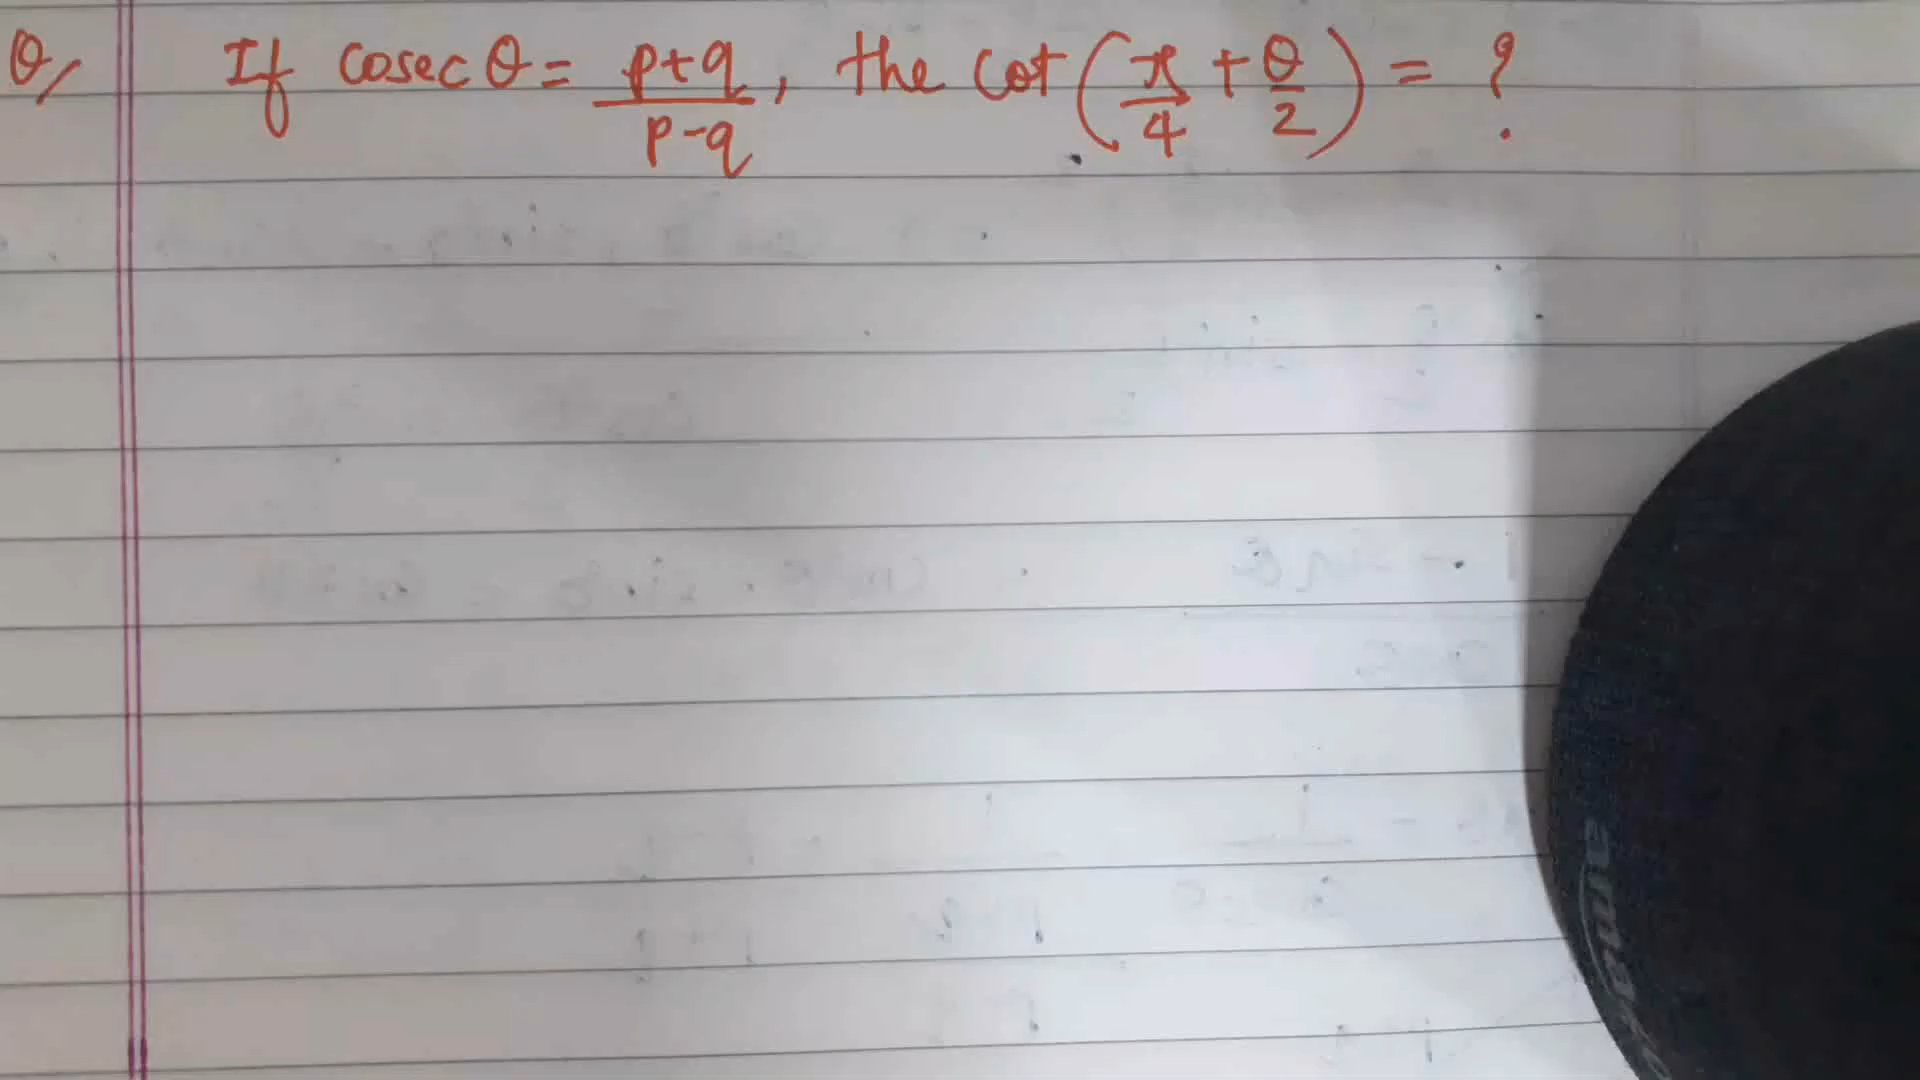 Q/ If cosec θ = p+q/p-q, the cot(π/4 + θ/2) = ?